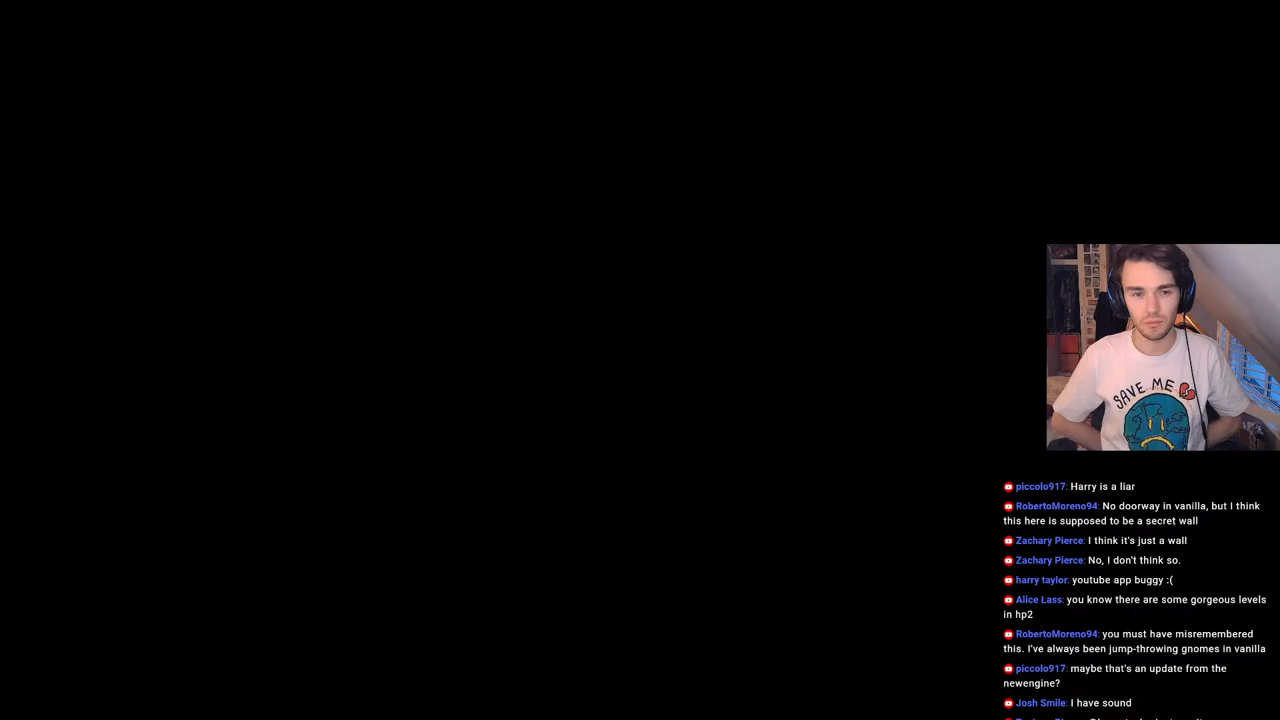 SAVE ME
piccolo917: Harry is a liar
RobertoMoreno94: No doorway in vanilla, but I think
this here is supposed to be a secret wall
Zachary Pierce: I think it's just a wall
Zachary Pierce: No, I don't think so.
harry taylor: youtube app buggy :(
Alice Lass: you know there are some gorgeous levels
in hp2
RobertoMoreno94: you must have misremembered
this. I've always been jump-throwing gnomes in vanilla
piccolo917: maybe that's an update from the
newengine?
Josh Smile: I have sound